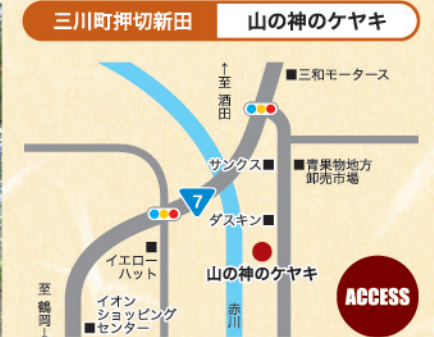 三川町押切新田
山の神のケヤキ
↑至 酒田
■三和モータース
サンクス■
■青果物地方
卸売市場
7
ダスキン■
■
イエロー
ハット
山の神のケヤキ
至 鶴岡↓
イオン
ショッピング
■センター
赤川
ACCESS